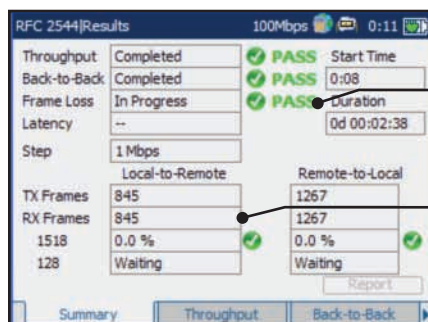 RFC 2544|Results 100Mbps 0:11
Throughput Completed PASS Start Time
Back-to-Back Completed PASS 0:08
Frame Loss In Progress PASS Duration
Latency -- 0d 00:02:38
Step 1 Mbps
Local-to-Remote Remote-to-Local
TX Frames 845 1267
RX Frames 845 1267
1518 0.0 % 0.0 %
128 Waiting Waiting
Report
Summary Throughput Back-to-Back